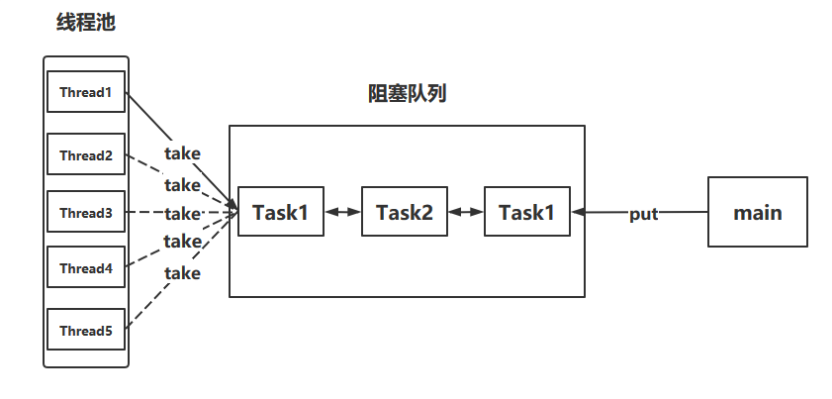 线程池
阻塞队列
Thread1
Thread2
Thread3
Thread4
Thread5
take
take
take
take
take
Task1
Task2
Task1
put
main